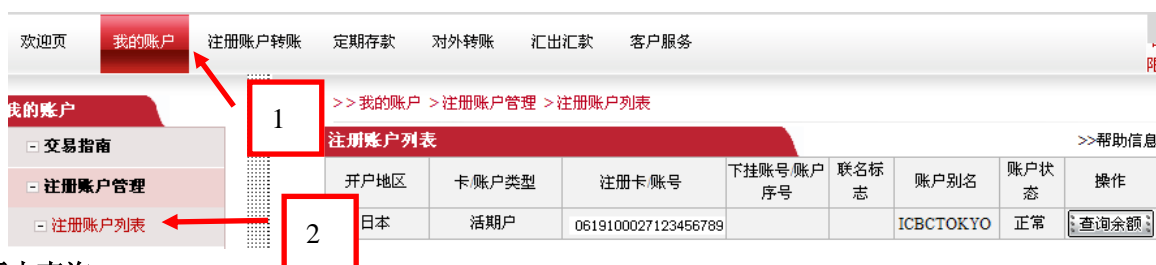 欢迎页 我的账户 注册账户转账 定期存款 对外转账 汇出汇款 客户服务
1
我的账户
>>我的账户 >注册账户管理 >注册账户列表
交易指南
注册账户列表 >>帮助信息
注册账户管理
开户地区 卡/账户类型 注册卡/账号 下挂账号/账户序号 联名标志 账户别名 账户状态 操作
注册账户列表
2
日本 活期户 0619100027123456789 ICBCTOKYO 正常 查询余额